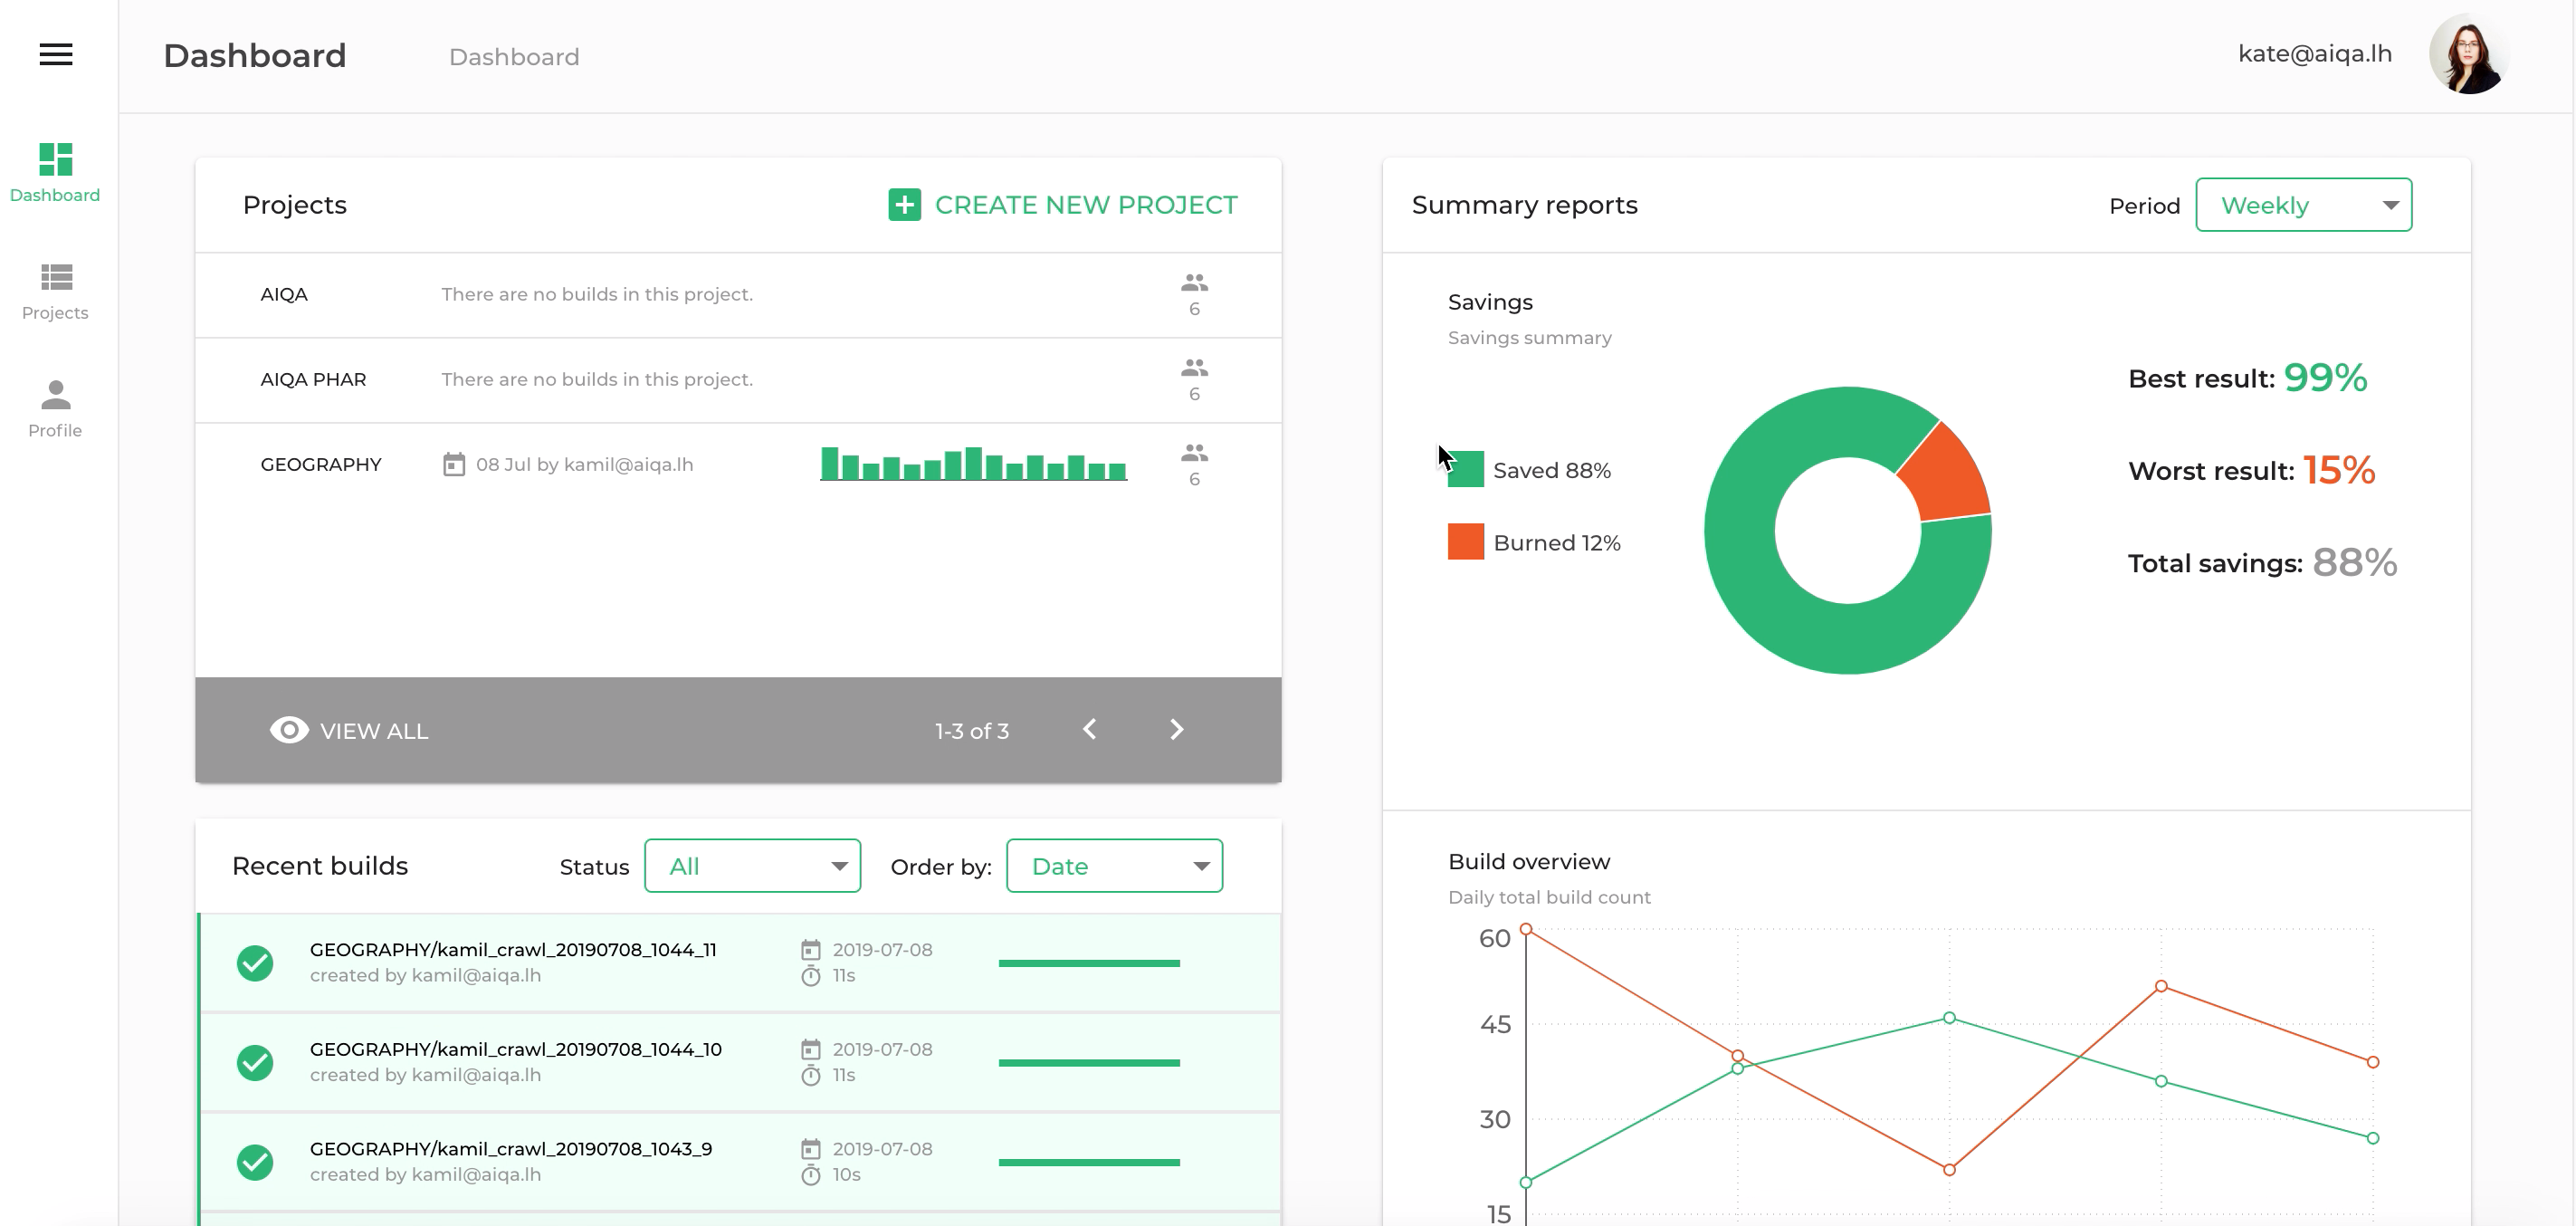 Dashboard
Dashboard
kate@aiqa.lh
Dashboard
Projects
Profile
Projects
CREATE NEW PROJECT
AIQA
There are no builds in this project.
6
AIQA PHAR
There are no builds in this project.
6
GEOGRAPHY
08 Jul by kamil@aiqa.lh
6
VIEW ALL
1-3 of 3
Recent builds
Status
All
Order by:
Date
GEOGRAPHY/kamil_crawl_20190708_1044_11
created by kamil@aiqa.lh
2019-07-08
11s
GEOGRAPHY/kamil_crawl_20190708_1044_10
created by kamil@aiqa.lh
2019-07-08
11s
GEOGRAPHY/kamil_crawl_20190708_1043_9
created by kamil@aiqa.lh
2019-07-08
10s
Summary reports
Period
Weekly
Savings
Savings summary
Saved 88%
Burned 12%
Best result: 99%
Worst result: 15%
Total savings: 88%
Build overview
Daily total build count
60
45
30
15